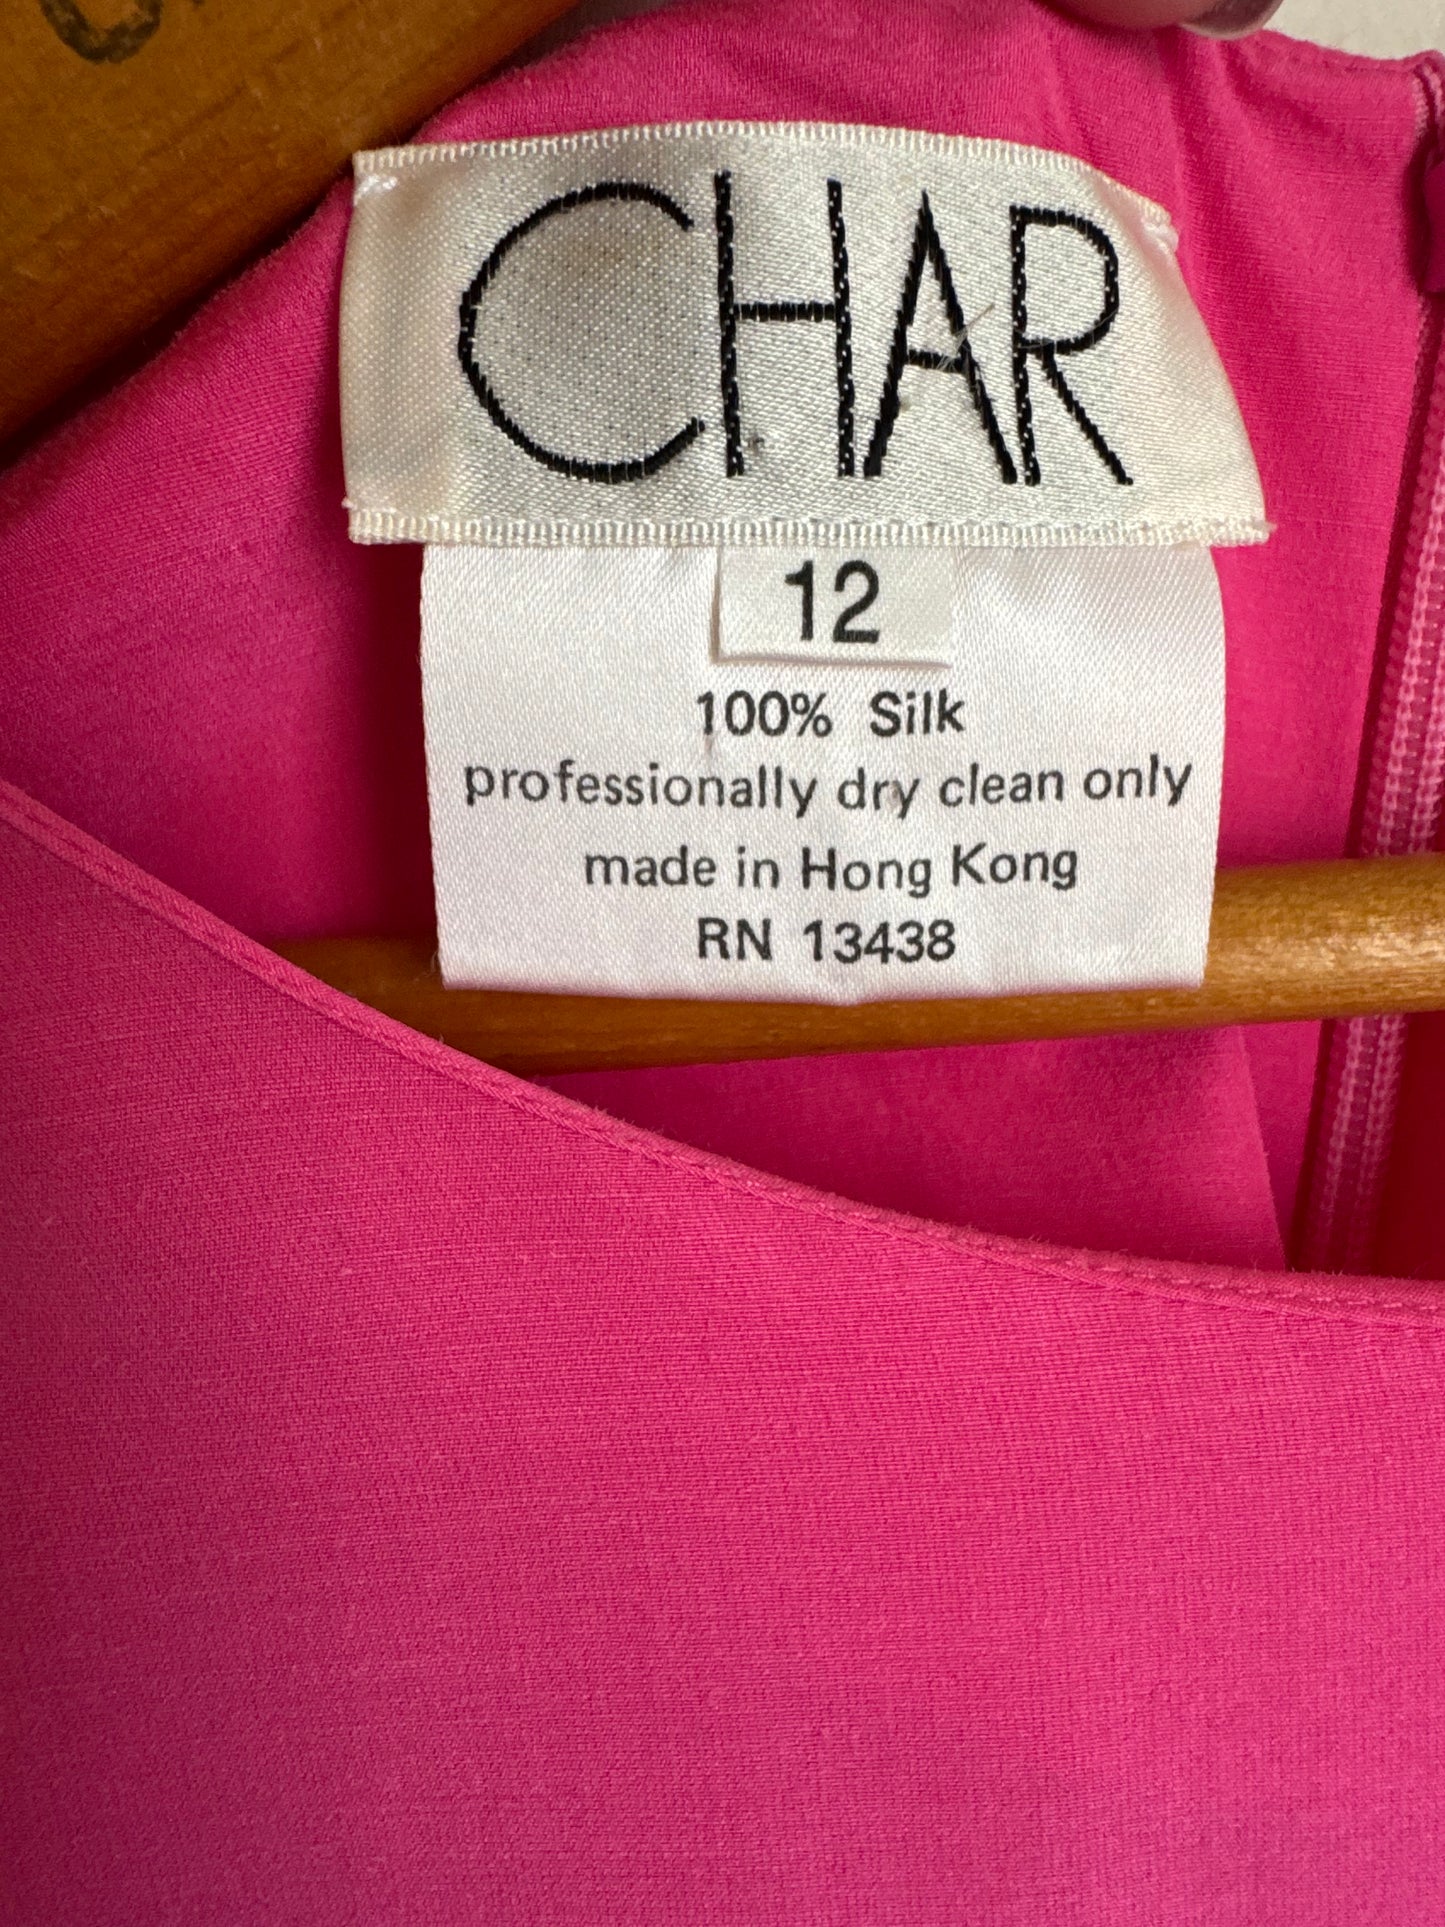 CHAR
12
100% Silk
professionally dry clean only
made in Hong Kong
RN 13438